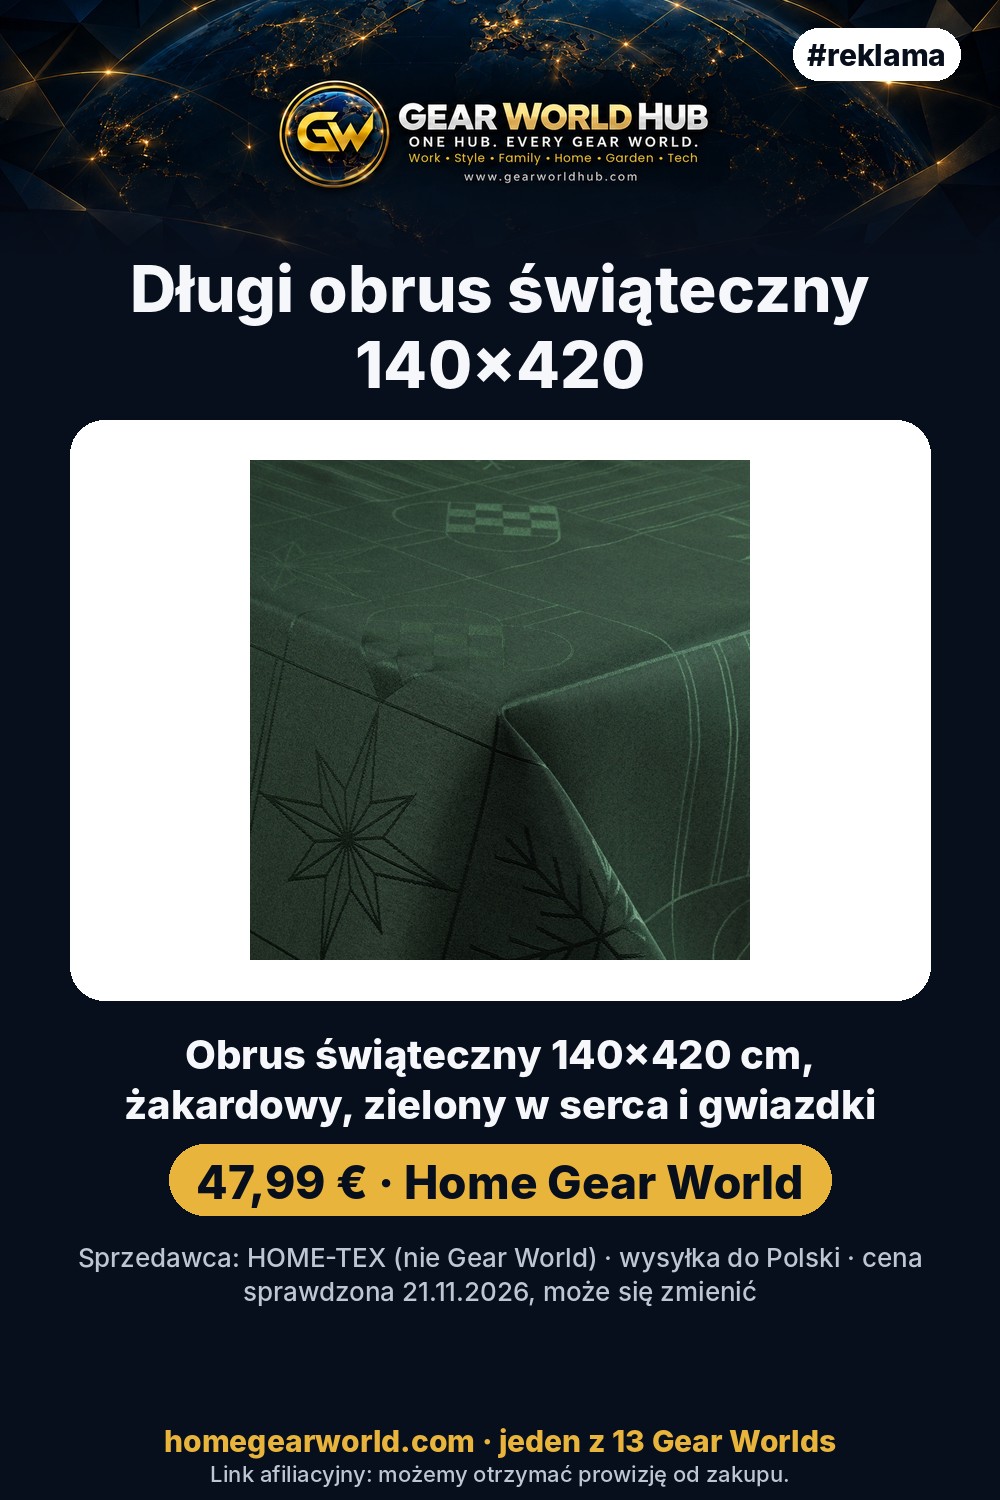 #reklama
GW
GEAR WORLD HUB
ONE HUB. EVERY GEAR WORLD.
Work • Style • Family • Home • Garden • Tech
www.gearworldhub.com
Długi obrus świąteczny
140×420
Obrus świąteczny 140×420 cm,
żakardowy, zielony w serca i gwiazdki
47,99 € · Home Gear World
Sprzedawca: HOME-TEX (nie Gear World) · wysyłka do Polski · cena
sprawdzona 21.11.2026, może się zmienić
homegearworld.com · jeden z 13 Gear Worlds
Link afiliacyjny: możemy otrzymać prowizję od zakupu.